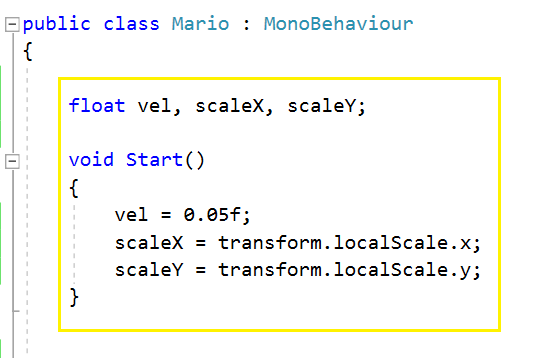 public class Mario : MonoBehaviour
{
float vel, scaleX, scaleY;
void Start()
{
vel = 0.05f;
scaleX = transform.localScale.x;
scaleY = transform.localScale.y;
}